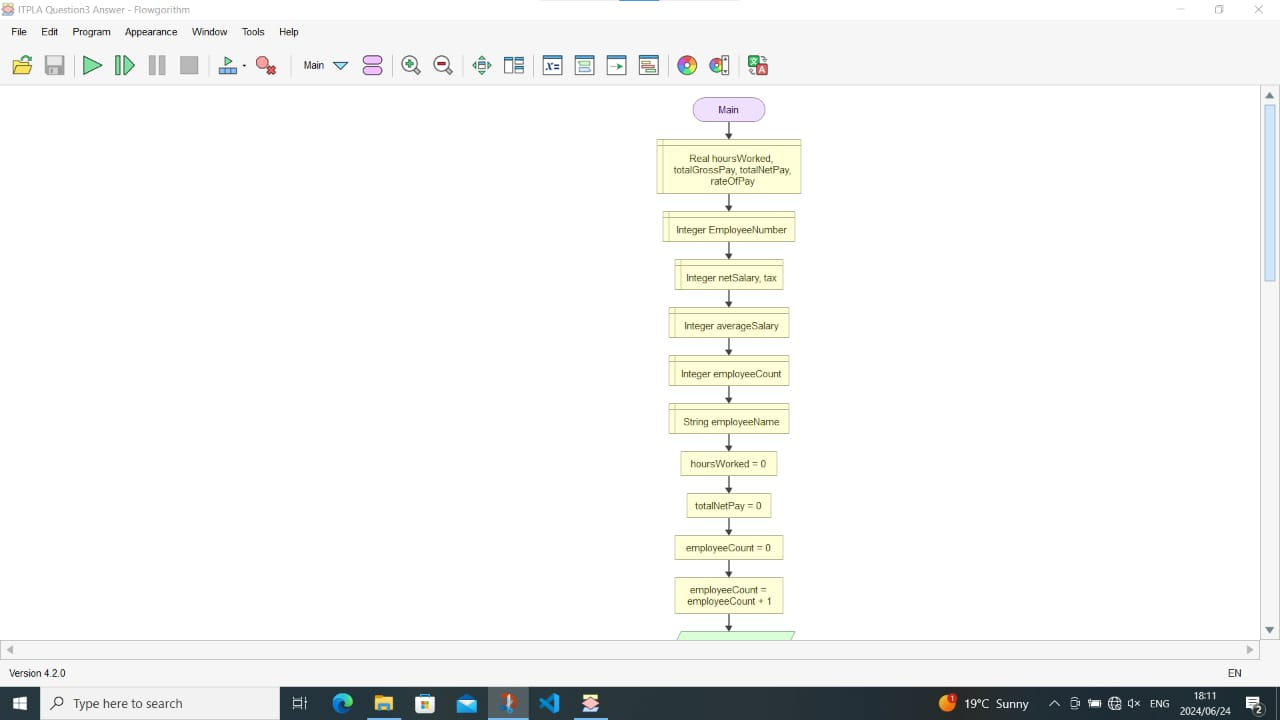 ITPLA Question3 Answer - Flowgorithm
File Edit Program Appearance Window Tools Help
Main
x=
Main
Real hoursWorked,
totalGrossPay, totalNetPay,
rateOfPay
Integer EmployeeNumber
Integer netSalary, tax
Integer averageSalary
Integer employeeCount
String employeeName
hoursWorked = 0
totalNetPay = 0
employeeCount = 0
employeeCount =
employeeCount + 1
Version 4.2.0
EN
Type here to search
1
19°C Sunny
ENG
18:11
2024/06/24
2